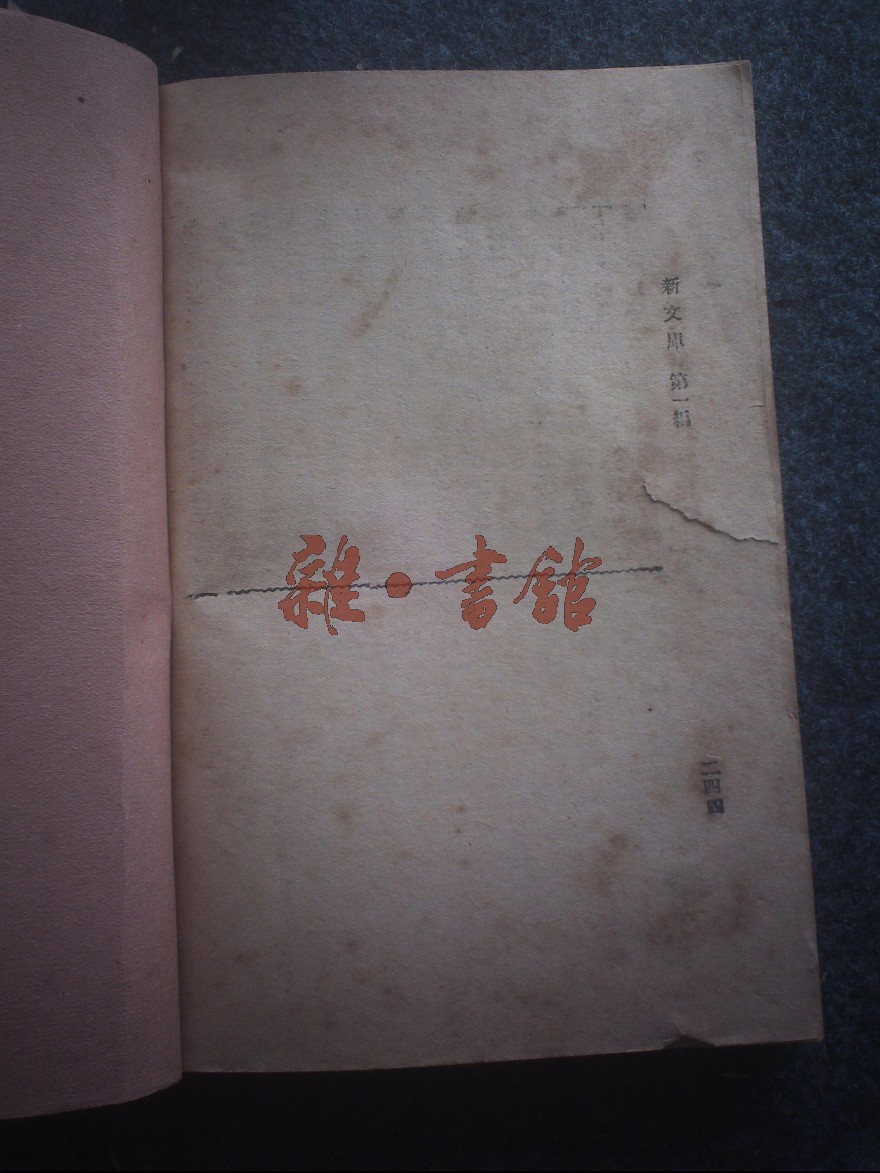 新文庫 第一輯
二四四
雜·書館